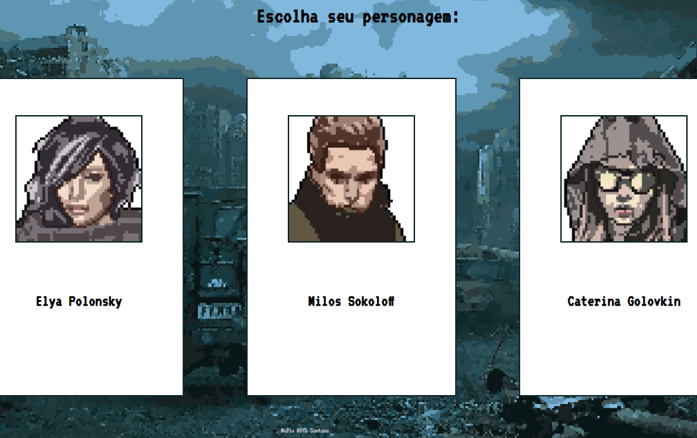 Escolha seu personagem:
Elya Polonsky
Milos Sokoloff
Caterina Golovkin